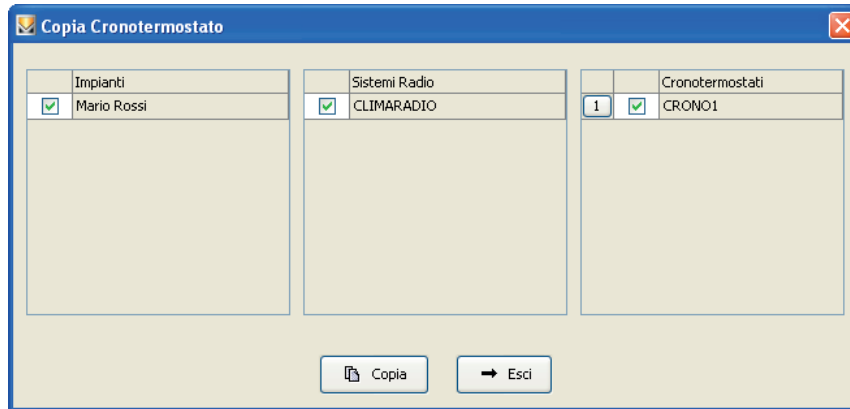 Copia Cronotermostato
Impianti Sistemi Radio Cronotermostati
Mario Rossi CLIMARADIO 1 CRONO1
Copia Esci